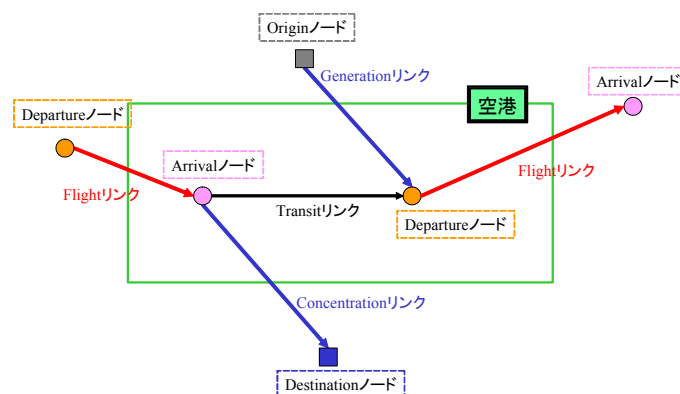 Originノード
Generationリンク
空港
Arrivalノード
Departureノード
Arrivalノード
Flightリンク
Flightリンク
Transitリンク
Departureノード
Concentrationリンク
Destinationノード